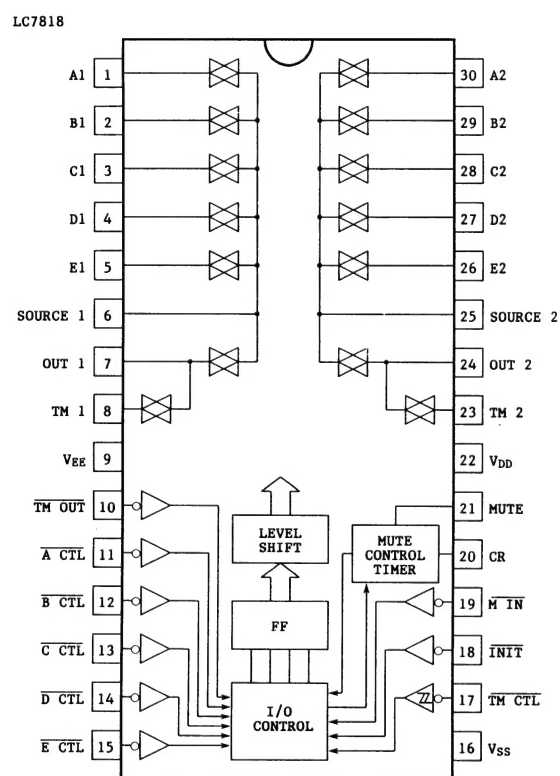 LC7818
A1 1
B1 2
C1 3
D1 4
E1 5
SOURCE 1 6
OUT 1 7
TM 1 8
VEE 9
TM OUT 10
A CTL 11
B CTL 12
C CTL 13
D CTL 14
E CTL 15
30 A2
29 B2
28 C2
27 D2
26 E2
25 SOURCE 2
24 OUT 2
23 TM 2
22 VDD
21 MUTE
20 CR
19 M IN
18 INIT
17 TM CTL
16 VSS
LEVEL
SHIFT
FF
I/O
CONTROL
MUTE
CONTROL
TIMER